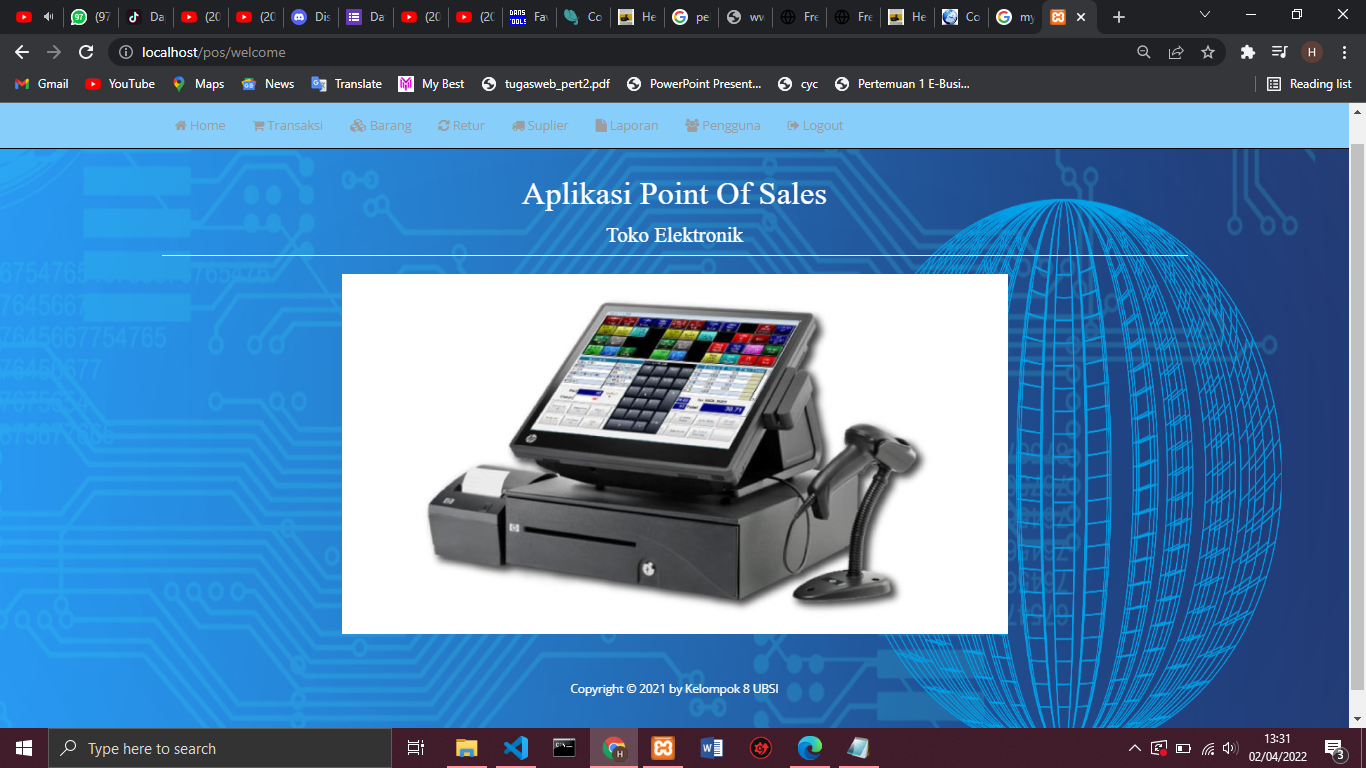 (97
Da
(20
(20
Dis
Da
(20
(20
DANS TOOLS
Fav
Co
He
pe
wv
Fre
Fre
He
Co
my
localhost/pos/welcome
H
Gmail
YouTube
Maps
News
Translate
My Best
tugasweb_pert2.pdf
PowerPoint Present...
cyc
Pertemuan 1 E-Busi...
Reading list
Home Transaksi Barang Retur Suplier Laporan Pengguna Logout
Aplikasi Point Of Sales
Toko Elektronik
Copyright © 2021 by Kelompok 8 UBSI
Type here to search
13:31
02/04/2022
3